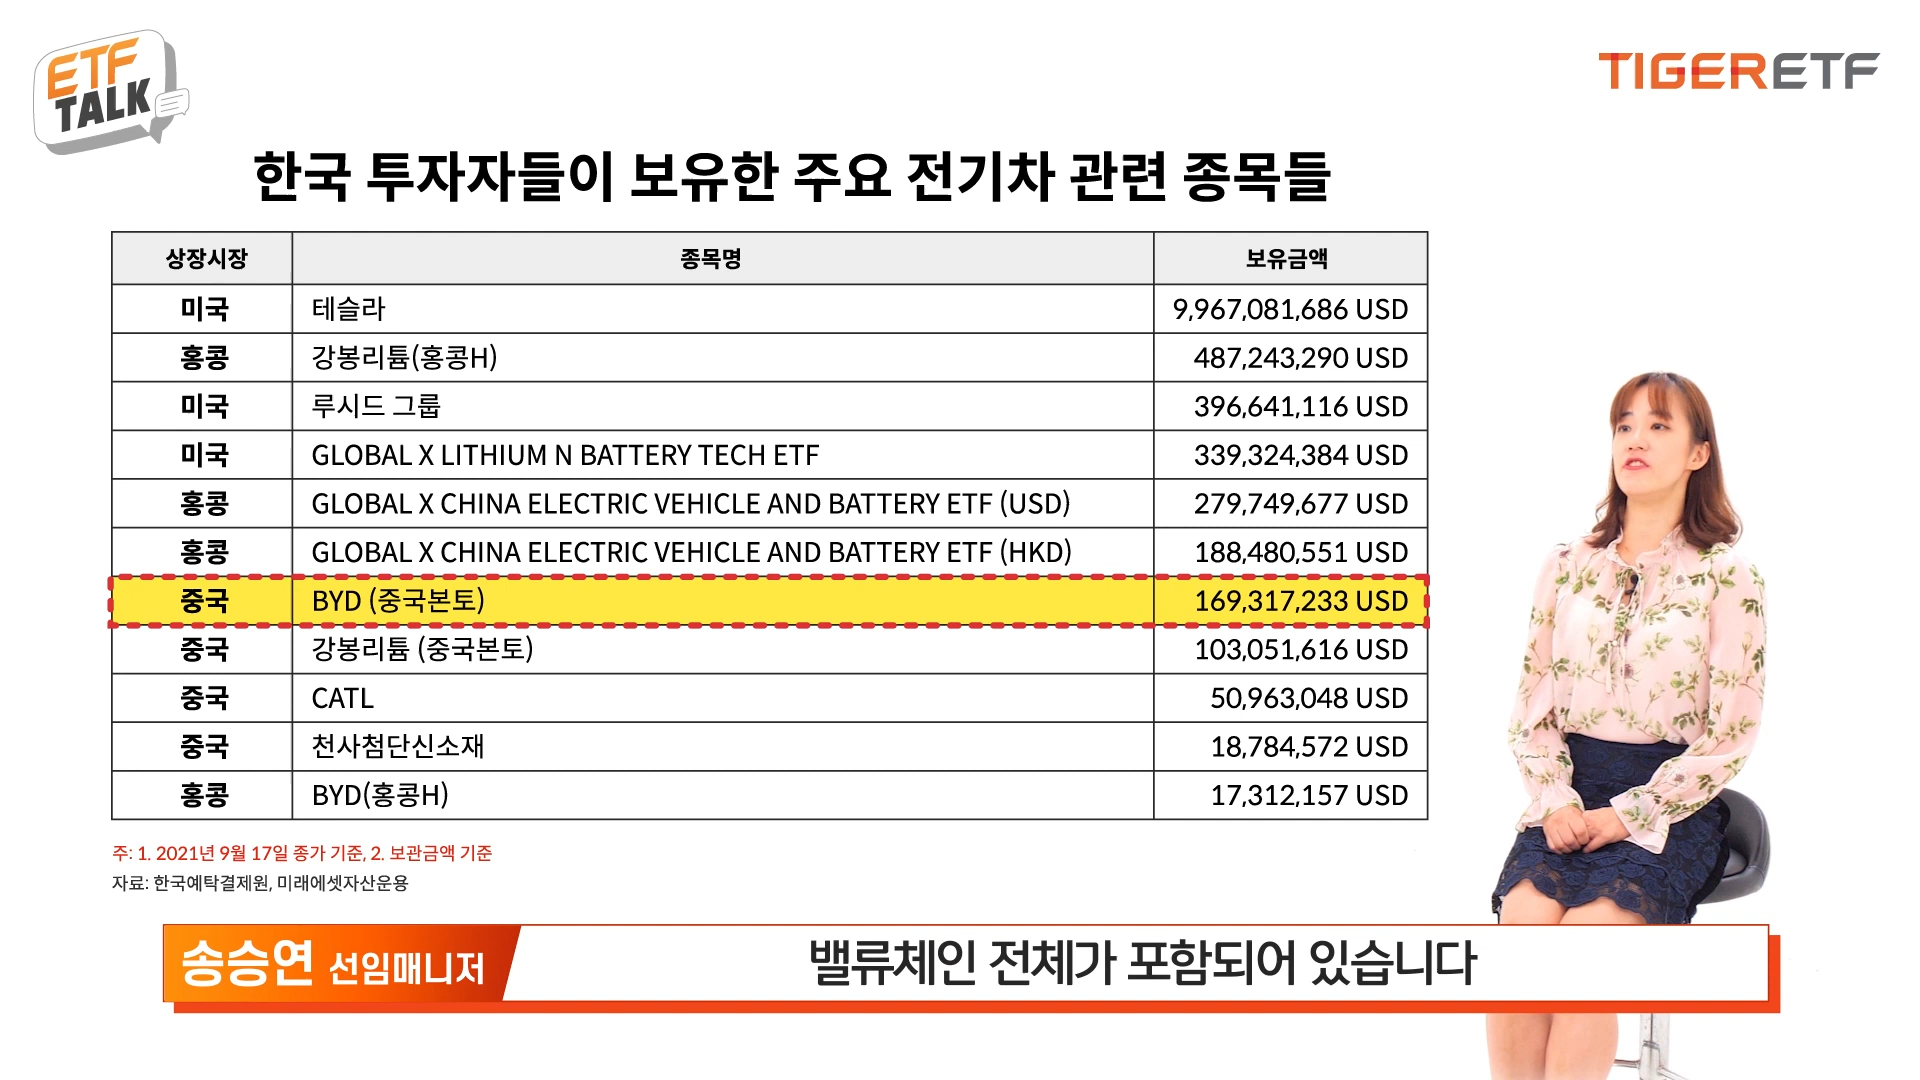 ETF
TALK
TIGERETF
한국 투자자들이 보유한 주요 전기차 관련 종목들
상장시장 종목명 보유금액
미국 테슬라 9,967,081,686 USD
홍콩 강봉리튬(홍콩H) 487,243,290 USD
미국 루시드 그룹 396,641,116 USD
미국 GLOBAL X LITHIUM N BATTERY TECH ETF 339,324,384 USD
홍콩 GLOBAL X CHINA ELECTRIC VEHICLE AND BATTERY ETF (USD) 279,749,677 USD
홍콩 GLOBAL X CHINA ELECTRIC VEHICLE AND BATTERY ETF (HKD) 188,480,551 USD
중국 BYD (중국본토) 169,317,233 USD
중국 강봉리튬 (중국본토) 103,051,616 USD
중국 CATL 50,963,048 USD
중국 천사첨단신소재 18,784,572 USD
홍콩 BYD(홍콩H) 17,312,157 USD
주: 1. 2021년 9월 17일 종가 기준, 2. 보관금액 기준
자료: 한국예탁결제원, 미래에셋자산운용
송승연 선임매니저 밸류체인 전체가 포함되어 있습니다